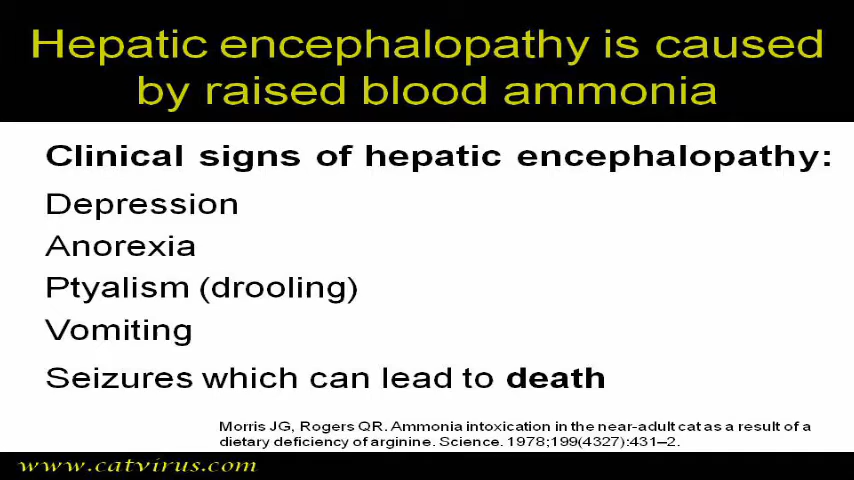 Hepatic encephalopathy is caused
by raised blood ammonia
Clinical signs of hepatic encephalopathy:
Depression
Anorexia
Ptyalism (drooling)
Vomiting
Seizures which can lead to death
Morris JG, Rogers QR. Ammonia intoxication in the near-adult cat as a result of a
dietary deficiency of arginine. Science. 1978;199(4327):431–2.
www.catvirus.com